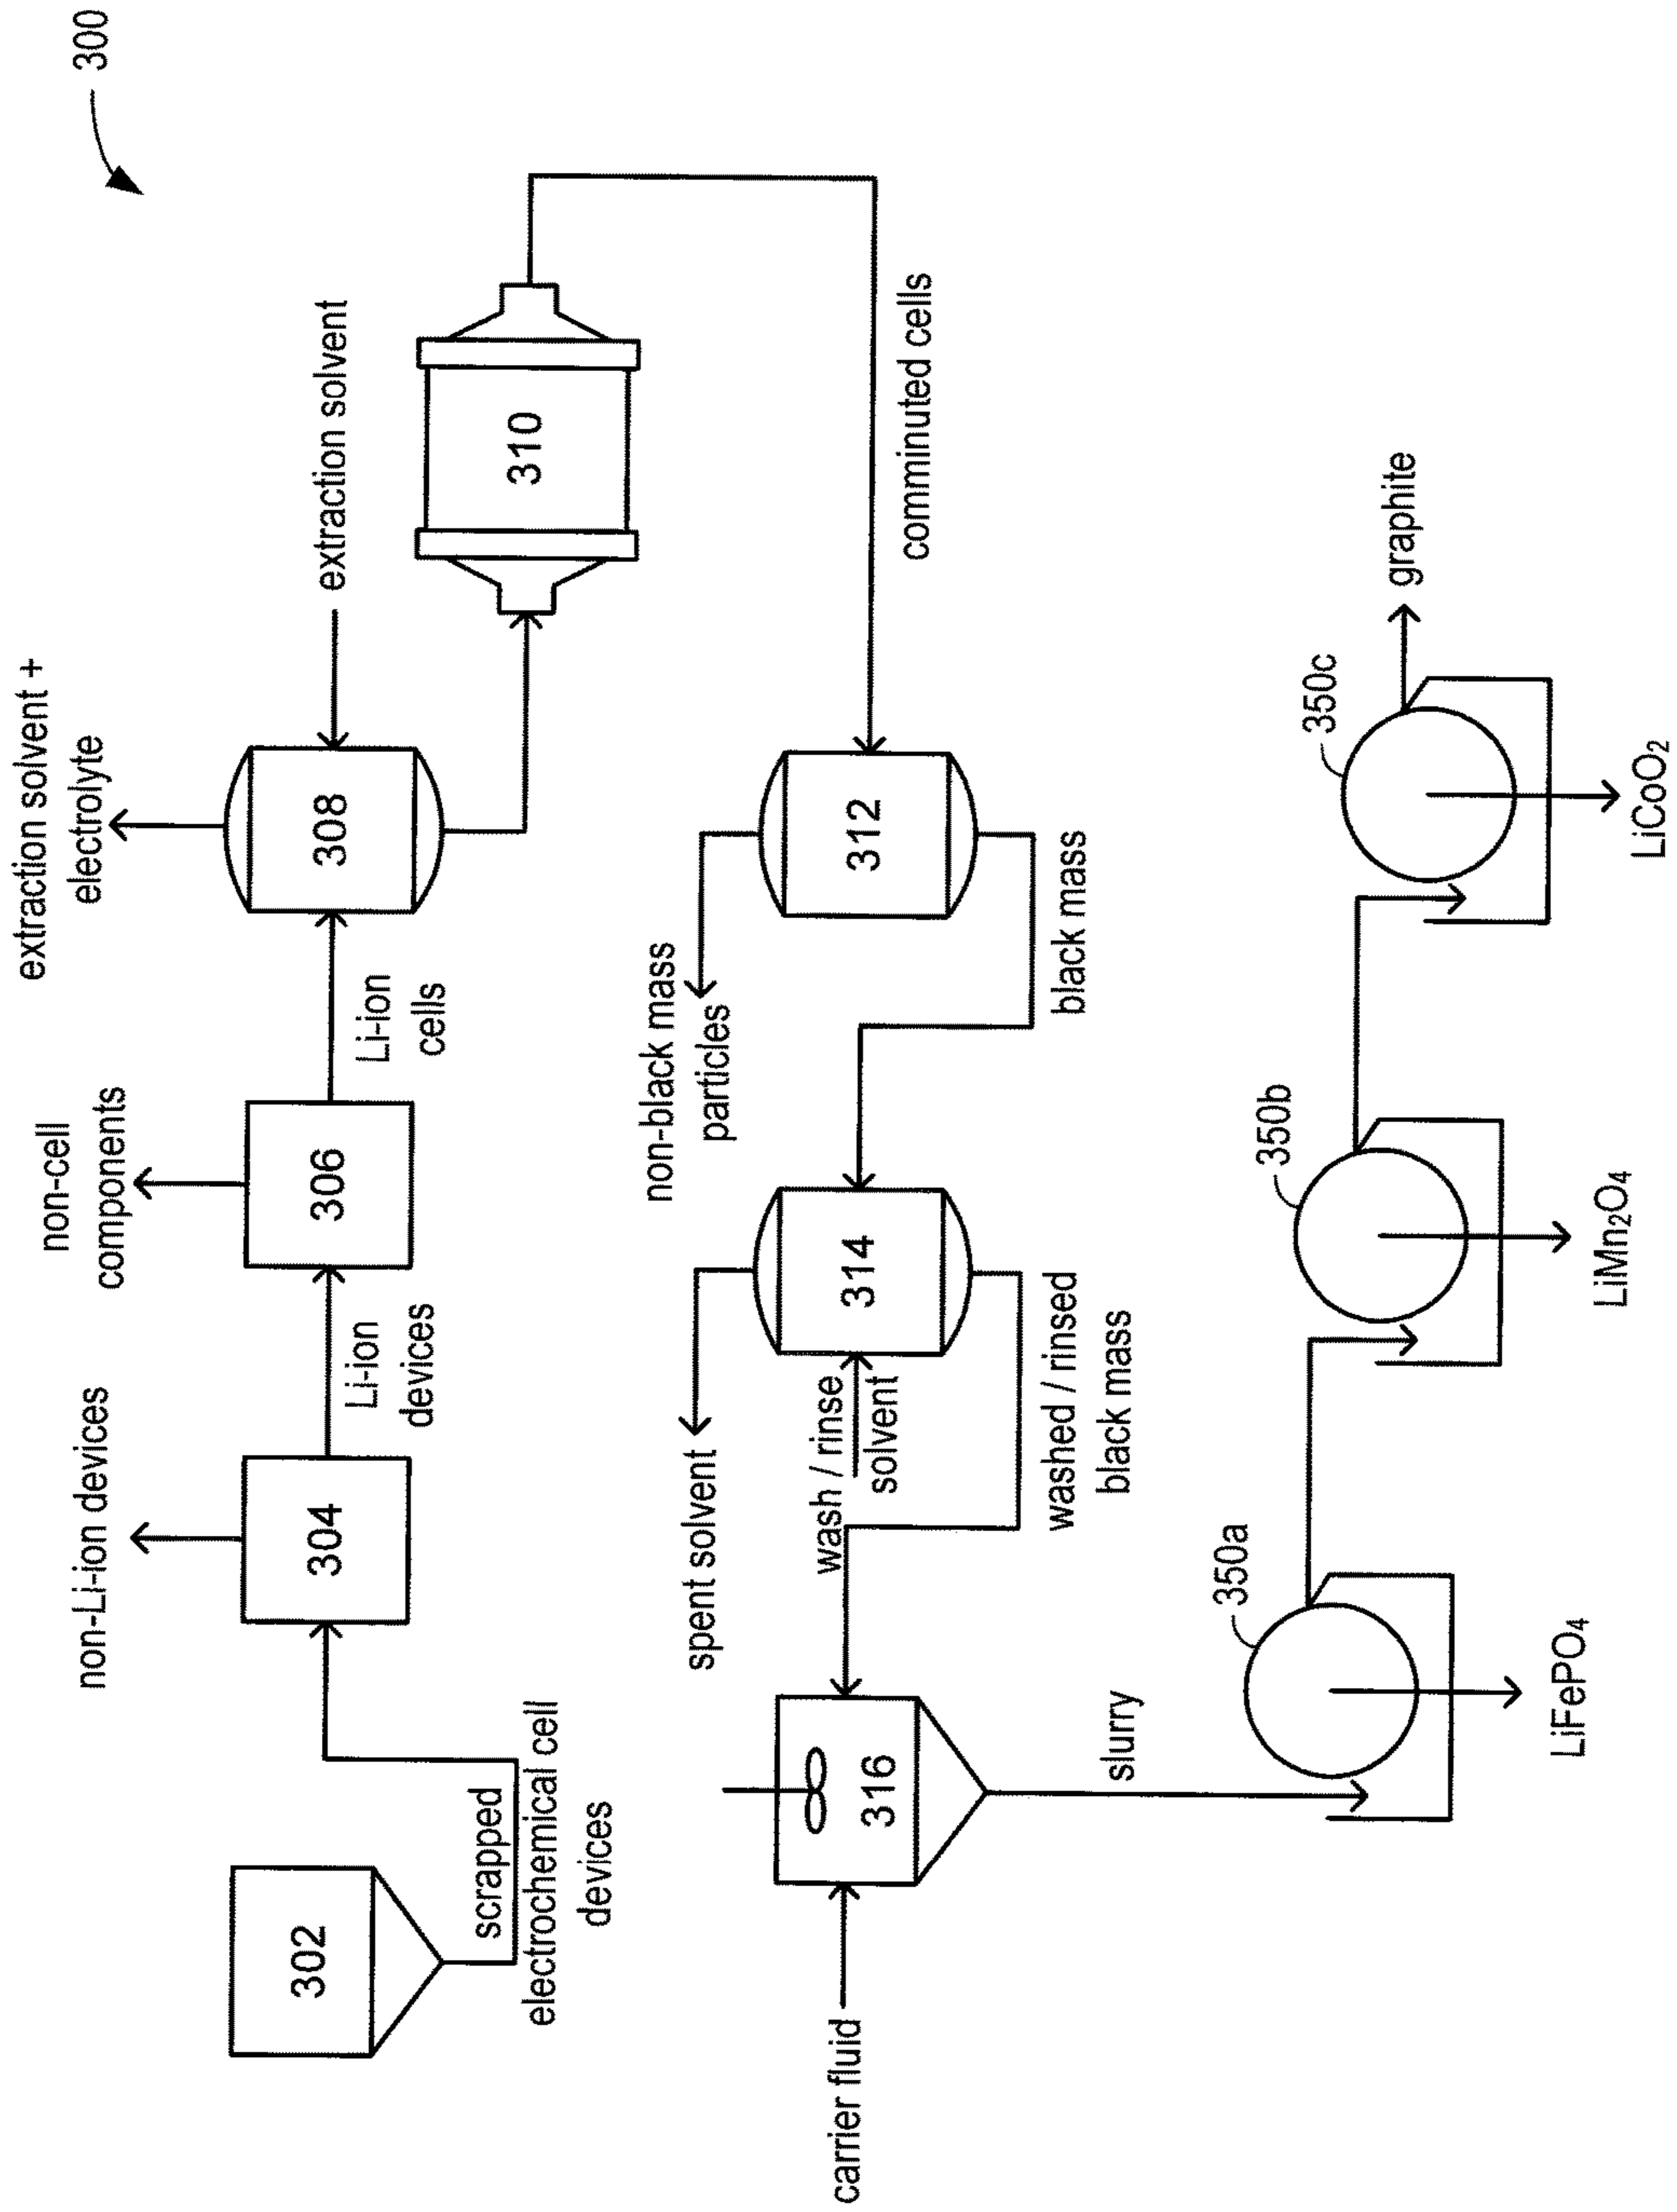 300
302
scrapped
electrochemical cell
devices
304
non-Li-ion devices
Li-ion
devices
306
non-cell
components
Li-ion
cells
308
extraction solvent +
electrolyte
extraction solvent
310
comminuted cells
312
non-black mass
particles
black mass
314
spent solvent
wash / rinse
solvent
washed / rinsed
black mass
316
carrier fluid
slurry
350a
LiFePO4
350b
LiMn2O4
350c
LiCoO2
graphite